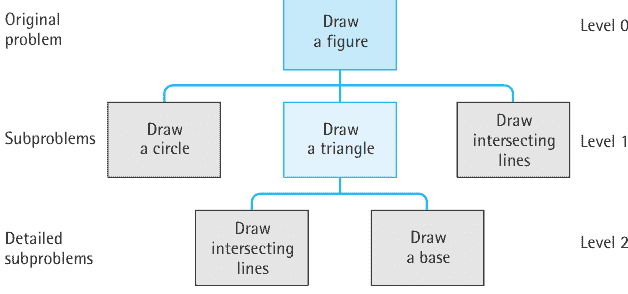 Original
problem
Draw
a figure
Level 0
Subproblems
Draw
a circle
Draw
a triangle
Draw
intersecting
lines
Level 1
Detailed
subproblems
Draw
intersecting
lines
Draw
a base
Level 2